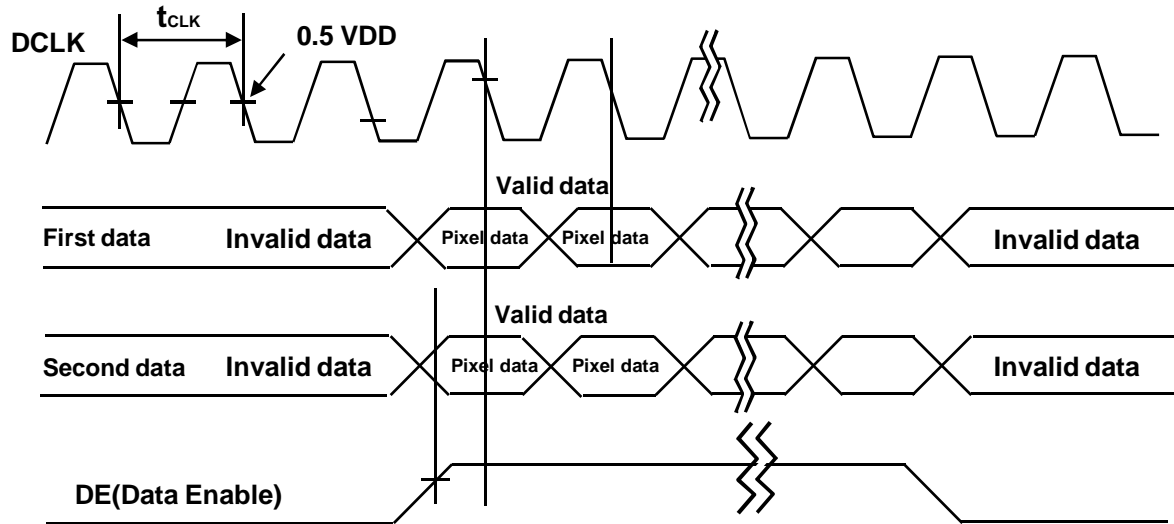 tCLK
DCLK
0.5 VDD
Valid data
First data
Invalid data
Pixel data
Pixel data
Invalid data
Valid data
Second data
Invalid data
Pixel data
Pixel data
Invalid data
DE(Data Enable)